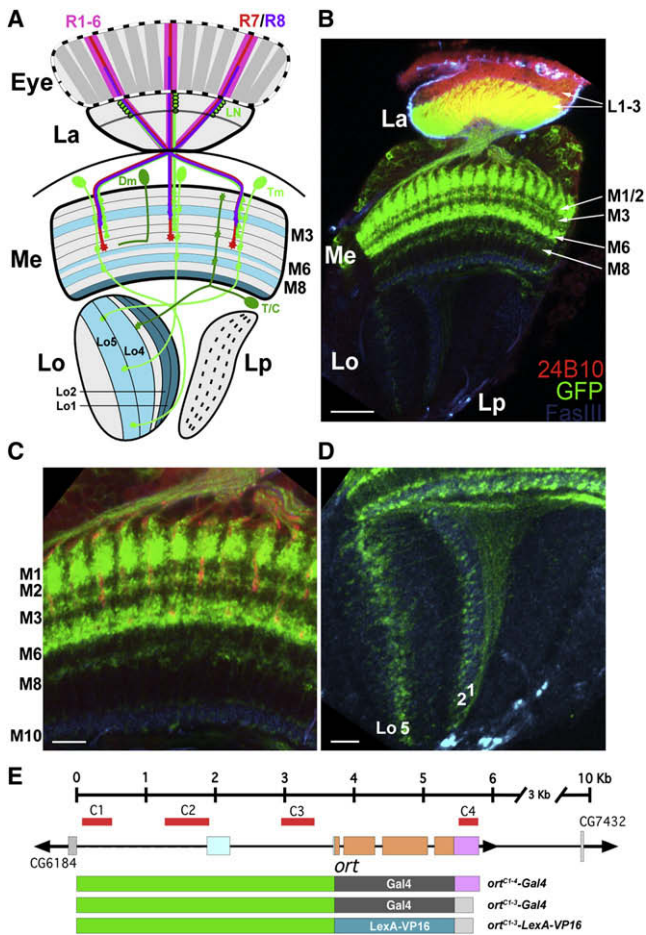 A
R1-6
R7/R8
Eye
LN
La
Dm
Tm
M3
Me
M6
M8
T/C
Lo5
Lo4
Lo
Lp
Lo2
Lo1
B
La
L1-3
M1/2
M3
Me
M6
M8
Lo
24B10
GFP
Lp
FasIII
C
M1
M2
M3
M6
M8
M10
D
2 1
Lo 5
E
0 1 2 3 4 5 6 3 Kb 10 Kb
C1 C2 C3 C4
CG7432
CG6184
ort
Gal4 ortC1-4-Gal4
Gal4 ortC1-3-Gal4
LexA-VP16 ortC1-3-LexA-VP16